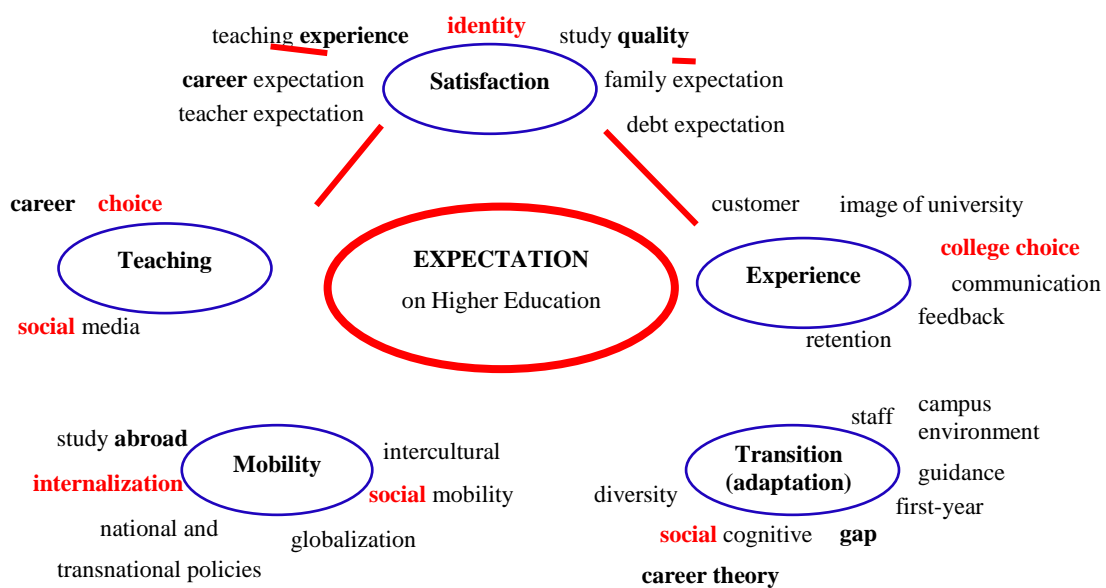 teaching experience
identity
study quality
career expectation
Satisfaction
family expectation
teacher expectation
debt expectation
career choice
customer
image of university
Teaching
EXPECTATION
on Higher Education
Experience
college choice
communication
social media
feedback
retention
study abroad
Mobility
intercultural
internalization
social mobility
national and
globalization
transnational policies
staff
campus
environment
Transition
(adaptation)
guidance
diversity
first-year
social cognitive
gap
career theory